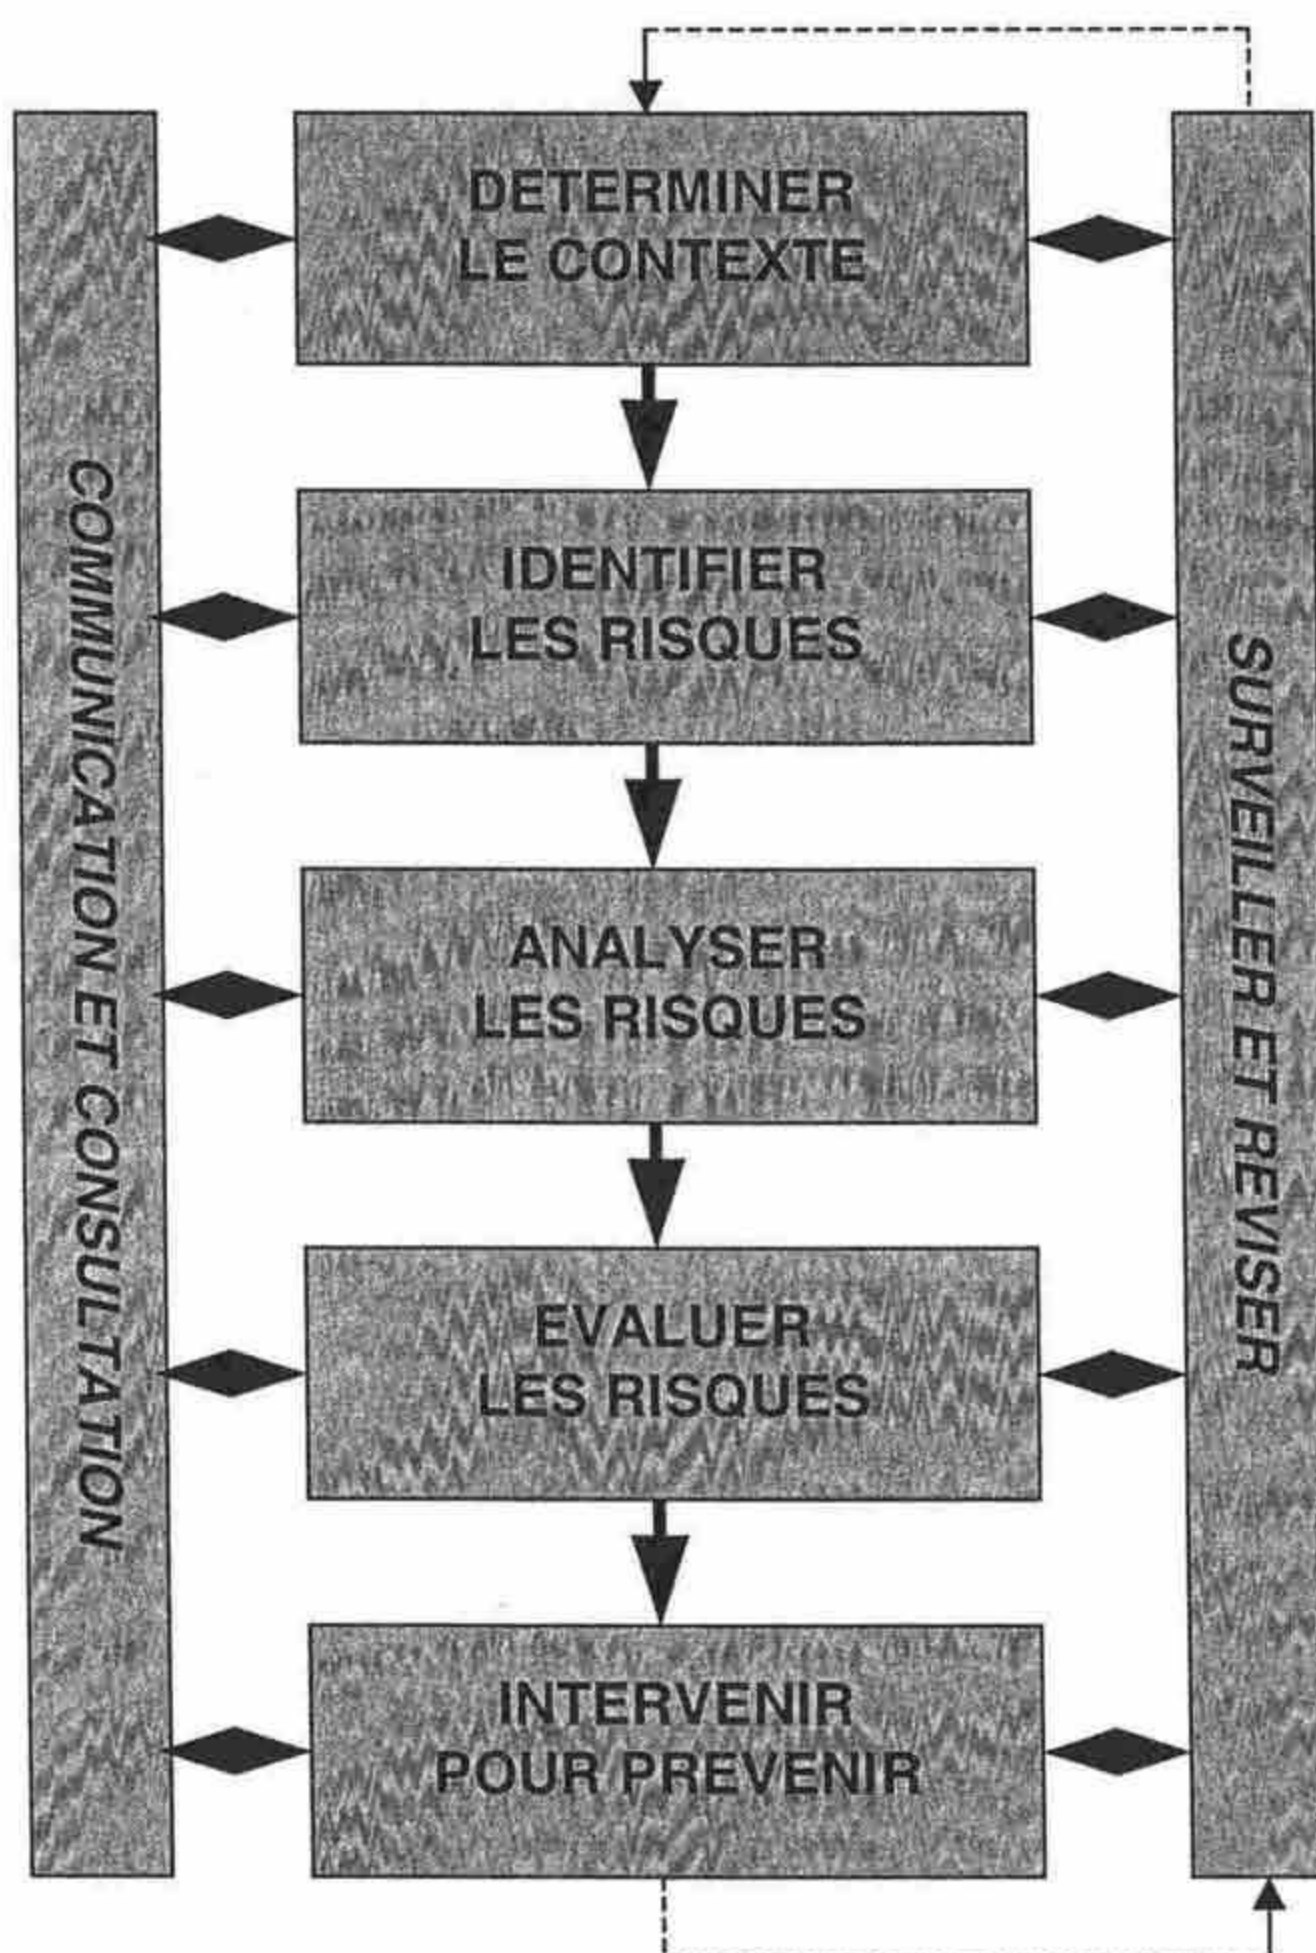 DETERMINER
LE CONTEXTE
IDENTIFIER
LES RISQUES
ANALYSER
LES RISQUES
EVALUER
LES RISQUES
INTERVENIR
POUR PREVENIR
COMMUNICATION ET CONSULTATION
SURVEILLER ET REVISER